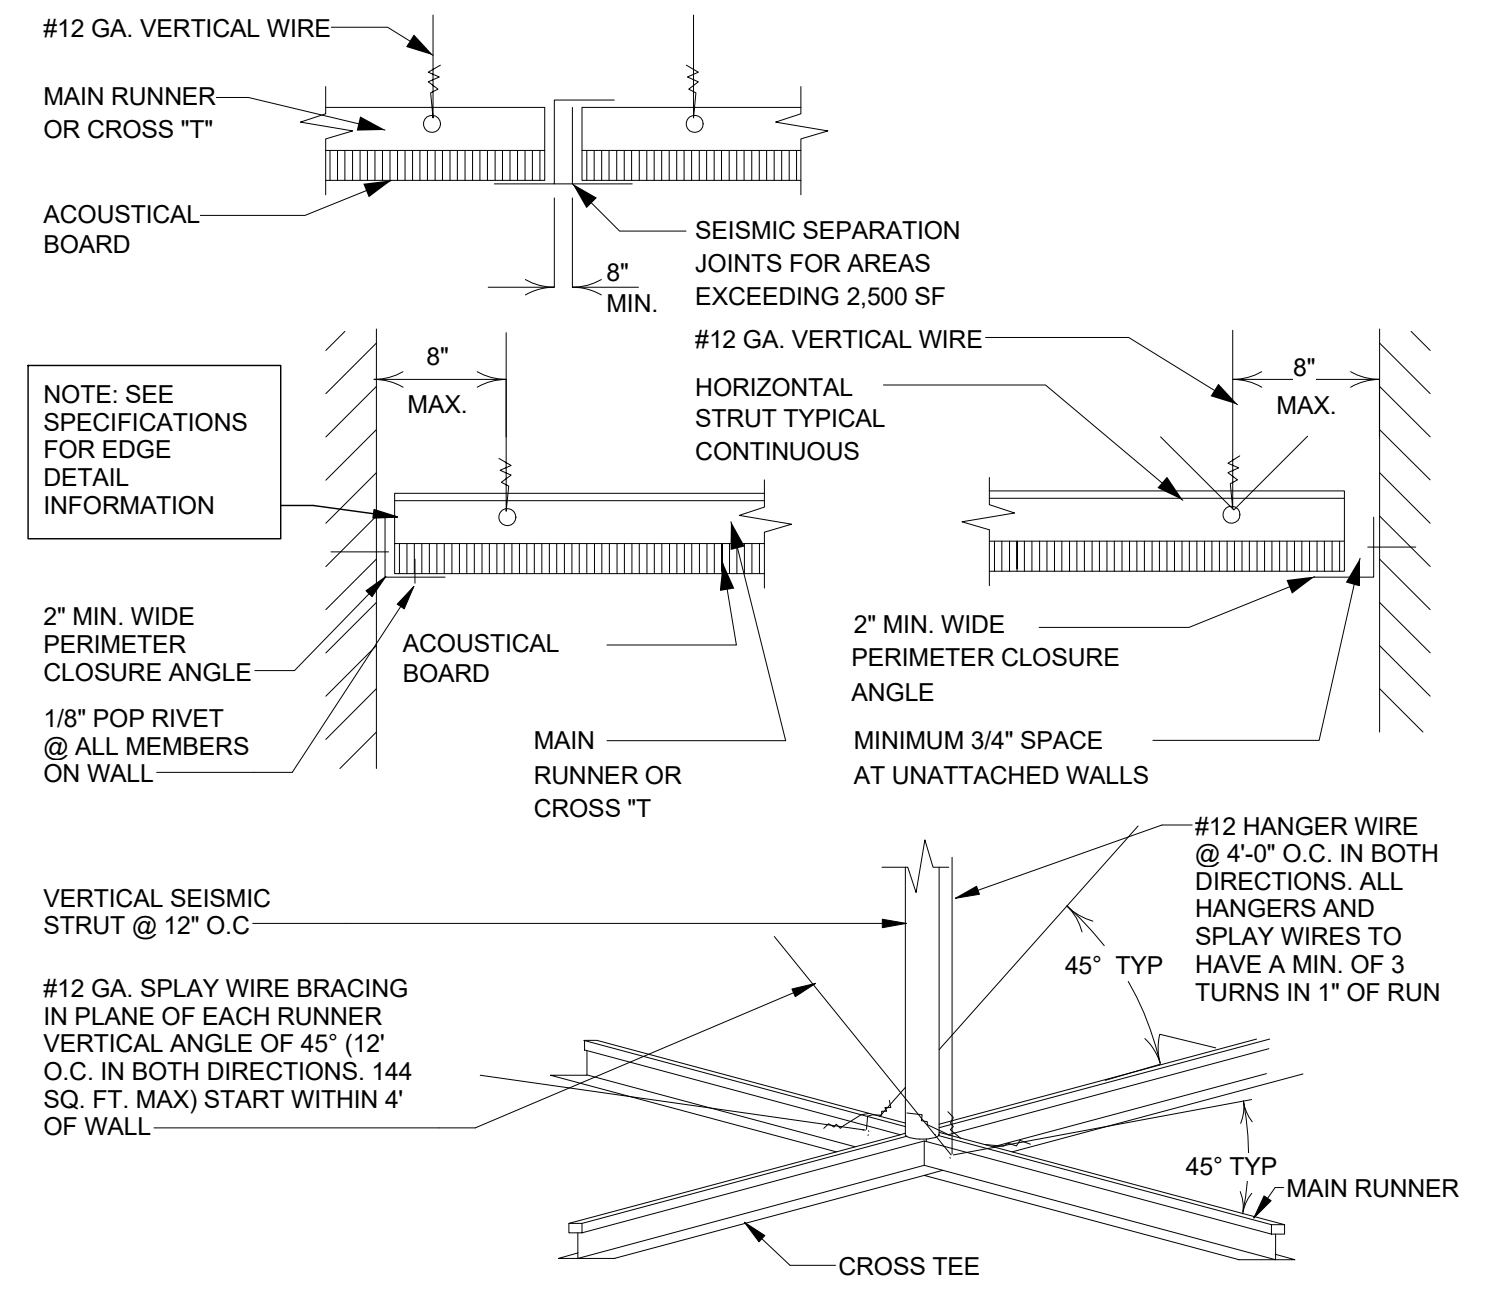 #12 GA. VERTICAL WIRE
MAIN RUNNER
OR CROSS "T"
ACOUSTICAL
BOARD
SEISMIC SEPARATION
JOINTS FOR AREAS
EXCEEDING 2,500 SF
8"
MIN.
NOTE: SEE
SPECIFICATIONS
FOR EDGE
DETAIL
INFORMATION
8"
MAX.
#12 GA. VERTICAL WIRE
HORIZONTAL
STRUT TYPICAL
CONTINUOUS
8"
MAX.
2" MIN. WIDE
PERIMETER
CLOSURE ANGLE
1/8" POP RIVET
@ ALL MEMBERS
ON WALL
ACOUSTICAL
BOARD
MAIN
RUNNER OR
CROSS "T
2" MIN. WIDE
PERIMETER CLOSURE
ANGLE
MINIMUM 3/4" SPACE
AT UNATTACHED WALLS
VERTICAL SEISMIC
STRUT @ 12" O.C
#12 GA. SPLAY WIRE BRACING
IN PLANE OF EACH RUNNER
VERTICAL ANGLE OF 45° (12'
O.C. IN BOTH DIRECTIONS. 144
SQ. FT. MAX) START WITHIN 4'
OF WALL
#12 HANGER WIRE
@ 4'-0" O.C. IN BOTH
DIRECTIONS. ALL
HANGERS AND
SPLAY WIRES TO
HAVE A MIN. OF 3
TURNS IN 1" OF RUN
45° TYP
45° TYP
MAIN RUNNER
CROSS TEE